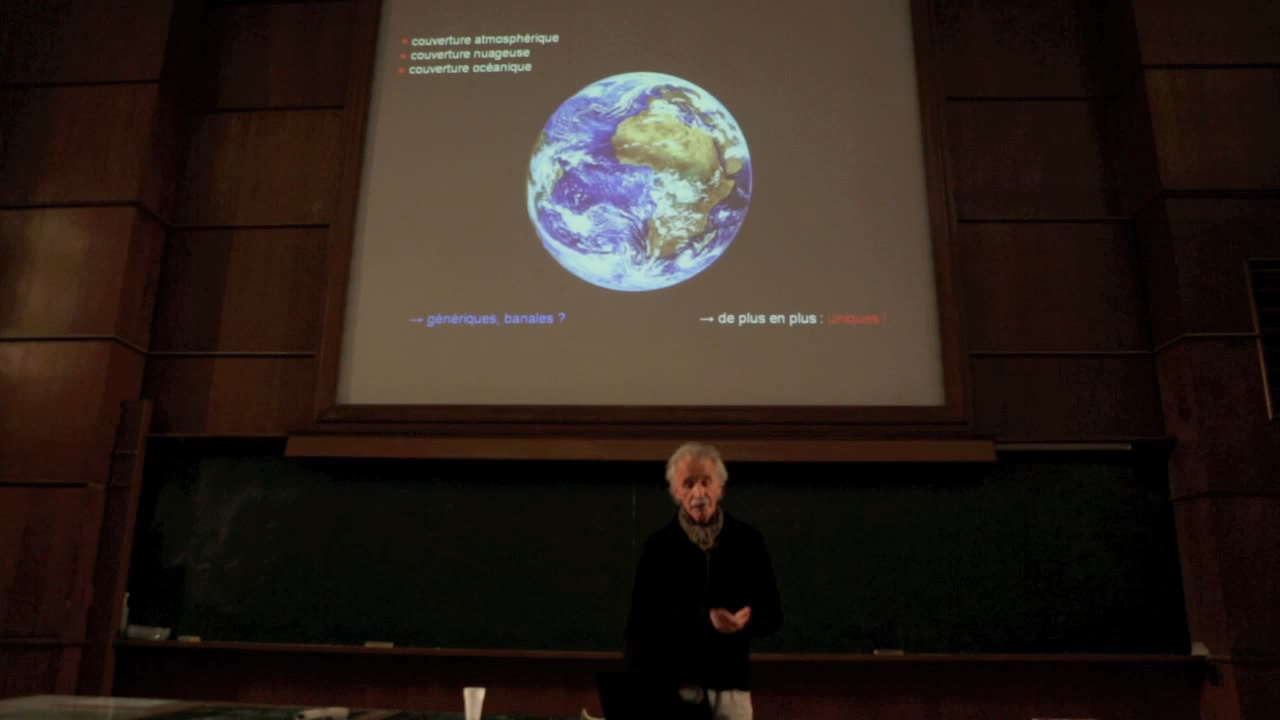 • couverture atmosphérique
• couverture nuageuse
• couverture océanique
→ génériques, banales ?
→ de plus en plus : uniques !